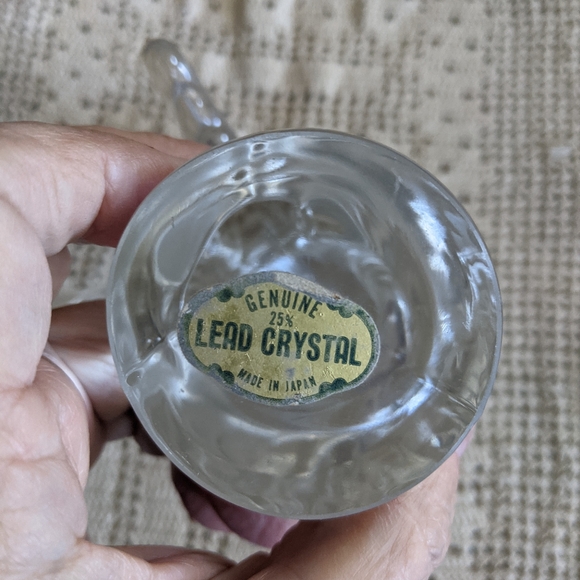 GENUINE
25%
LEAD CRYSTAL
MADE IN JAPAN